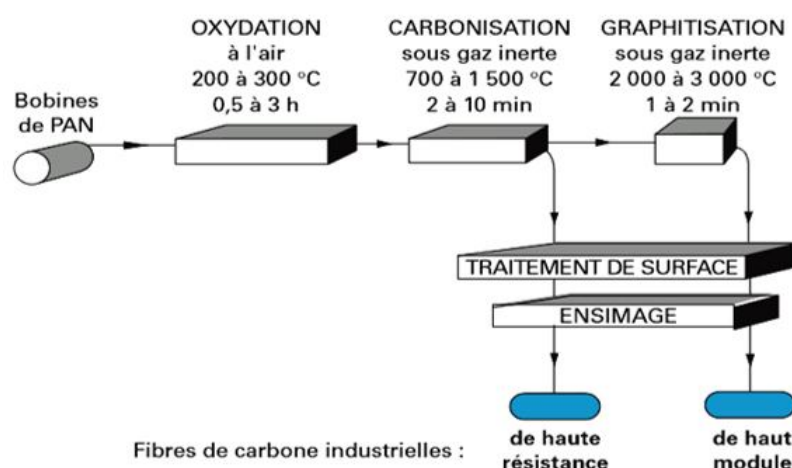 OXYDATION
à l'air
200 à 300 °C
0,5 à 3 h
CARBONISATION
sous gaz inerte
700 à 1 500 °C
2 à 10 min
GRAPHITISATION
sous gaz inerte
2 000 à 3 000 °C
1 à 2 min
Bobines
de PAN
TRAITEMENT DE SURFACE
ENSIMAGE
Fibres de carbone industrielles :
de haute
résistance
de haut
module